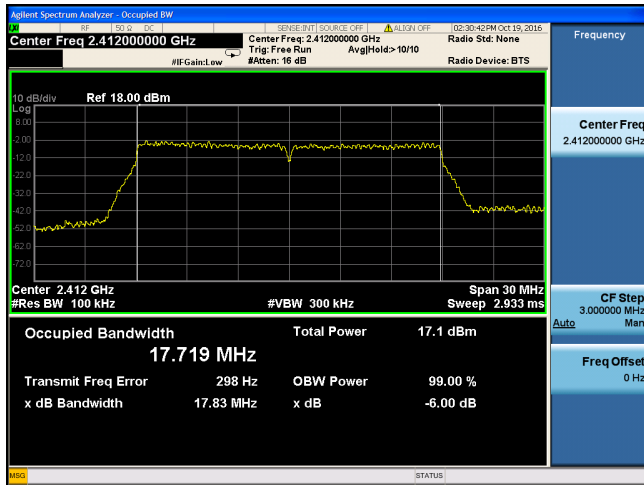 Agilent Spectrum Analyzer - Occupied BW
RF 50 Ω DC SENSE:INT SOURCE OFF ALIGN OFF 02:30:42 PM Oct 19, 2016
Center Freq 2.412000000 GHz
Center Freq: 2.412000000 GHz
Radio Std: None
Trig: Free Run Avg|Hold:>10/10
#IFGain:Low #Atten: 16 dB Radio Device: BTS
10 dB/div Ref 18.00 dBm
Log
8.00
-2.00
-12.0
-22.0
-32.0
-42.0
-52.0
-62.0
-72.0
Center 2.412 GHz Span 30 MHz
#Res BW 100 kHz #VBW 300 kHz Sweep 2.933 ms
Occupied Bandwidth Total Power 17.1 dBm
17.719 MHz
Transmit Freq Error 298 Hz OBW Power 99.00 %
x dB Bandwidth 17.83 MHz x dB -6.00 dB
MSG STATUS
Frequency
Center Freq
2.412000000 GHz
CF Step
3.000000 MHz
Auto Man
Freq Offset
0 Hz